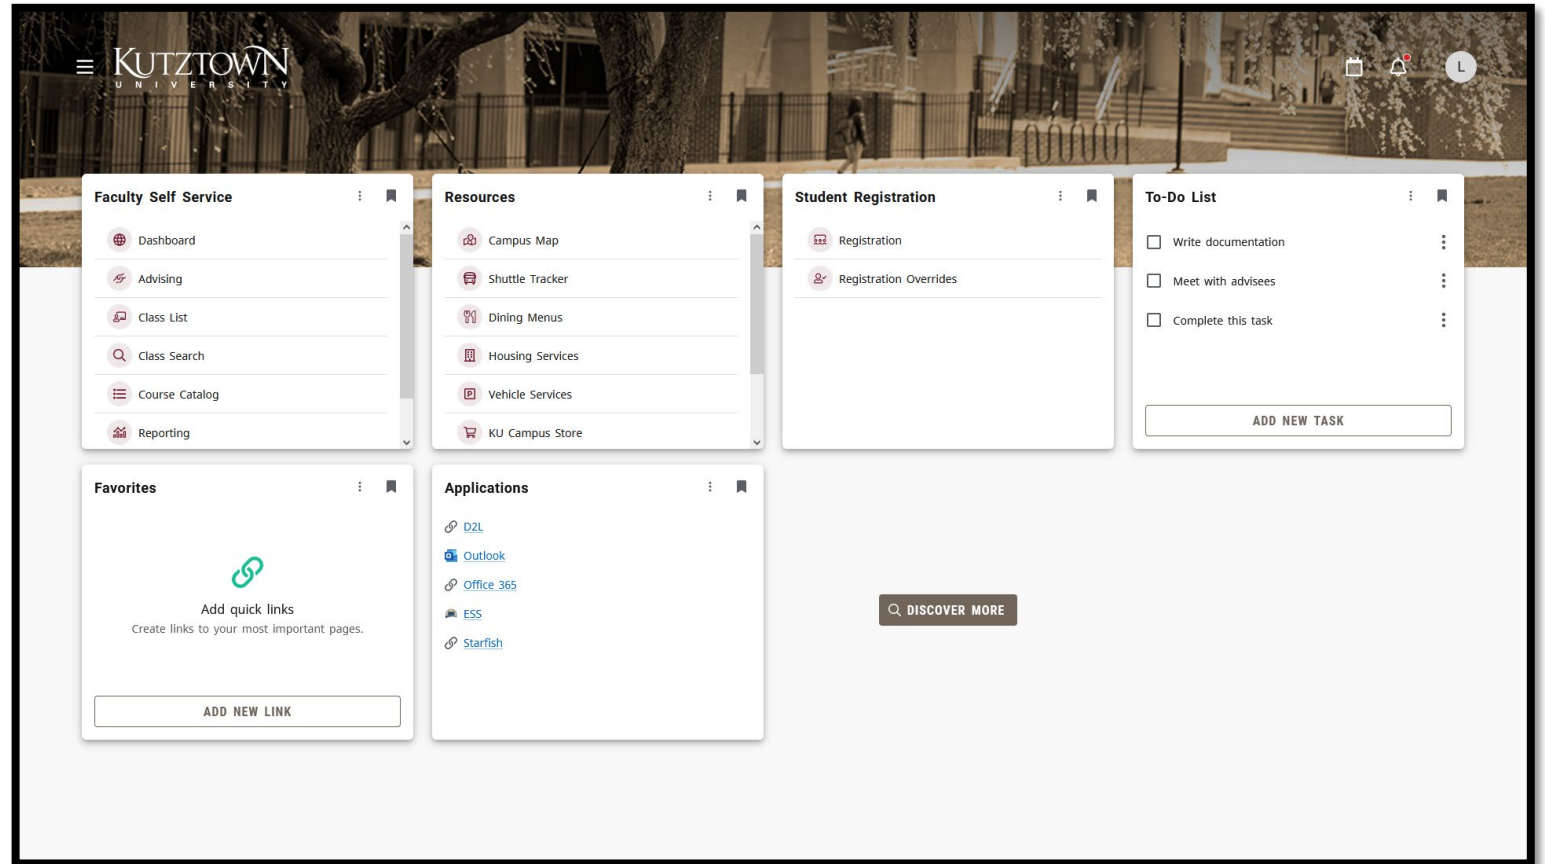 KUTZTOWN
UNIVERSITY
L
Faculty Self Service
Dashboard
Advising
Class List
Class Search
Course Catalog
Reporting
Resources
Campus Map
Shuttle Tracker
Dining Menus
Housing Services
Vehicle Services
KU Campus Store
Student Registration
Registration
Registration Overrides
To-Do List
Write documentation
Meet with advisees
Complete this task
ADD NEW TASK
Favorites
Add quick links
Create links to your most important pages.
ADD NEW LINK
Applications
D2L
Outlook
Office 365
ESS
Starfish
DISCOVER MORE